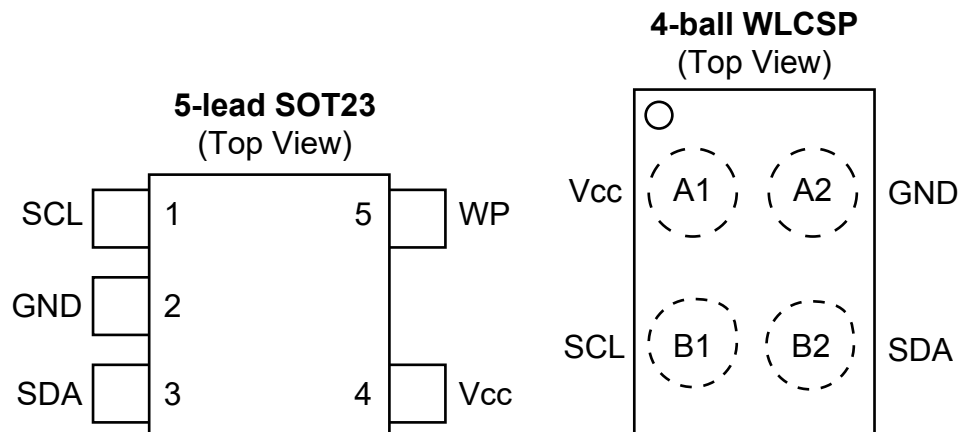 5-lead SOT23
(Top View)
SCL 1 5 WP
GND 2
SDA 3 4 Vcc
4-ball WLCSP
(Top View)
Vcc A1 A2 GND
SCL B1 B2 SDA